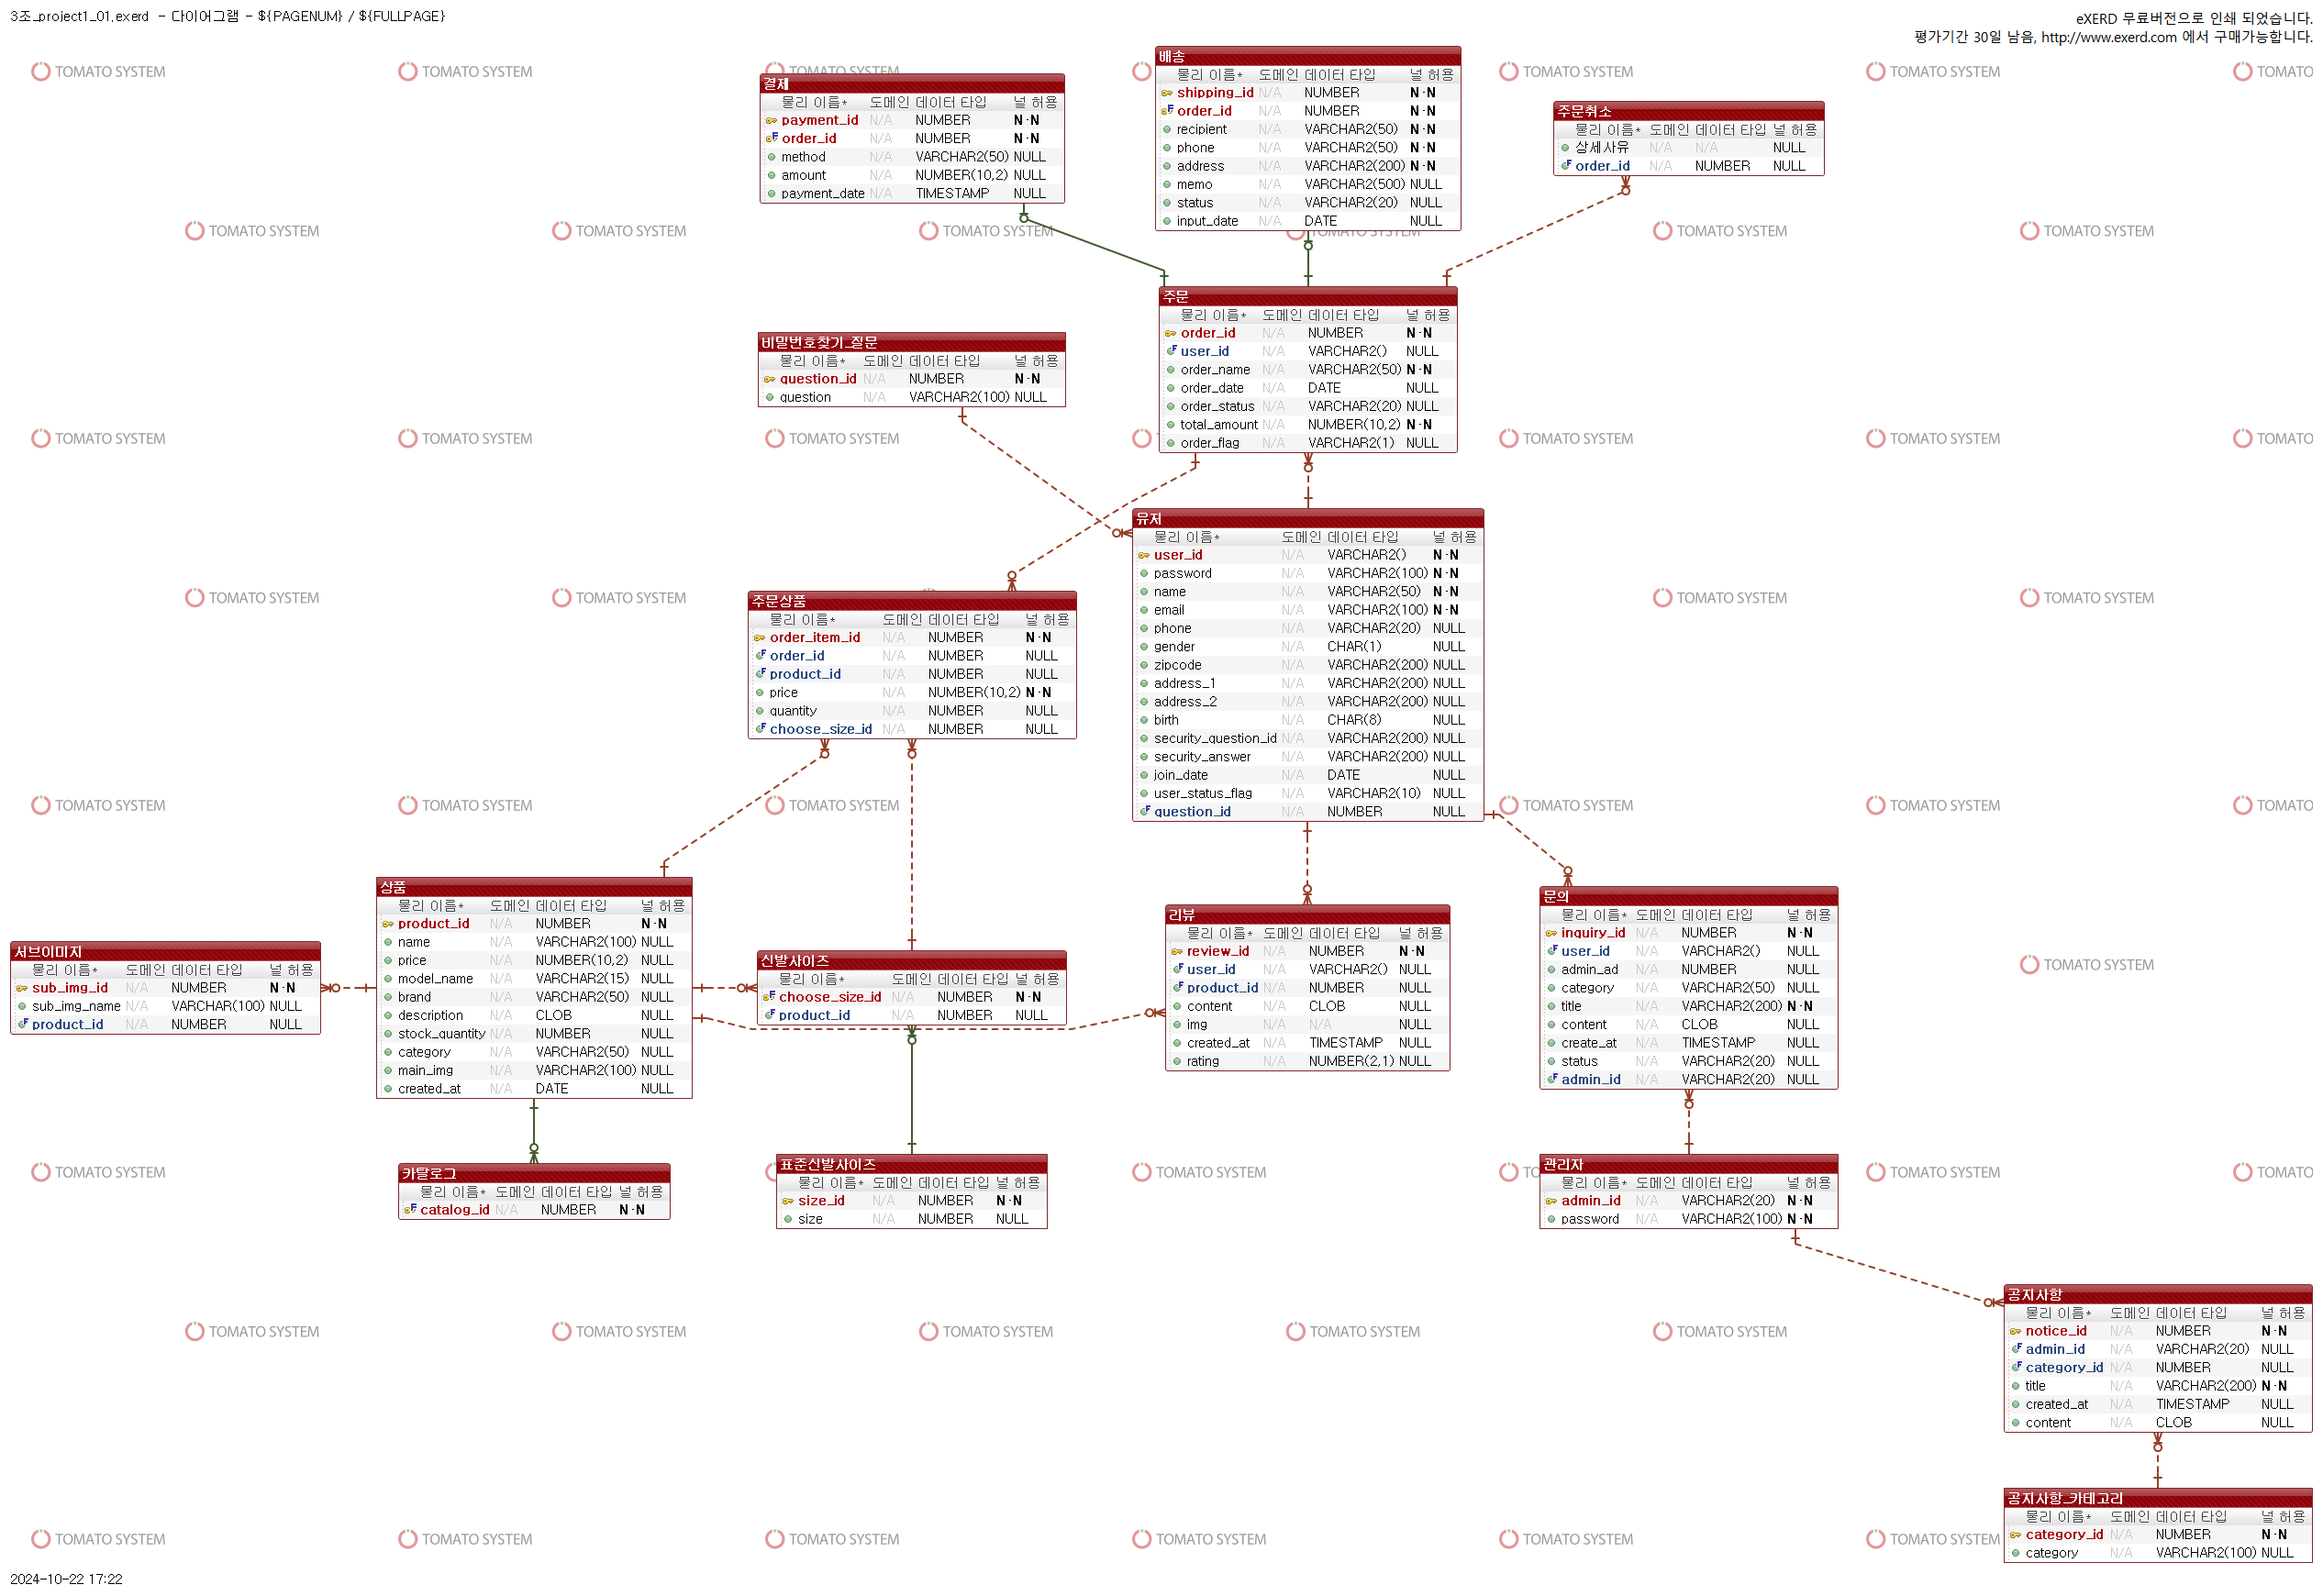 3조_project1_01.exerd - 다이어그램 - ${PAGENUM} / ${FULLPAGE}
eXERD 무료버전으로 인쇄 되었습니다.
평가기간 30일 남음, http://www.exerd.com 에서 구매가능합니다.
결제
물리 이름* 도메인 데이터 타입 널 허용
payment_id N/A NUMBER N·N
order_id N/A NUMBER N·N
method N/A VARCHAR2(50) NULL
amount N/A NUMBER(10,2) NULL
payment_date N/A TIMESTAMP NULL
배송
물리 이름* 도메인 데이터 타입 널 허용
shipping_id N/A NUMBER N·N
order_id N/A NUMBER N·N
recipient N/A VARCHAR2(50) N·N
phone N/A VARCHAR2(50) N·N
address N/A VARCHAR2(200) N·N
memo N/A VARCHAR2(500) NULL
status N/A VARCHAR2(20) NULL
input_date N/A DATE NULL
주문취소
물리 이름* 도메인 데이터 타입 널 허용
상세사유 N/A N/A NULL
order_id N/A NUMBER NULL
주문
물리 이름* 도메인 데이터 타입 널 허용
order_id N/A NUMBER N·N
user_id N/A VARCHAR2() NULL
order_name N/A VARCHAR2(50) N·N
order_date N/A DATE NULL
order_status N/A VARCHAR2(20) NULL
total_amount N/A NUMBER(10,2) N·N
order_flag N/A VARCHAR2(1) NULL
비밀번호찾기_질문
물리 이름* 도메인 데이터 타입 널 허용
question_id N/A NUMBER N·N
question N/A VARCHAR2(100) NULL
유저
물리 이름* 도메인 데이터 타입 널 허용
user_id N/A VARCHAR2() N·N
password N/A VARCHAR2(100) N·N
name N/A VARCHAR2(50) N·N
email N/A VARCHAR2(100) N·N
phone N/A VARCHAR2(20) NULL
gender N/A CHAR(1) NULL
zipcode N/A VARCHAR2(200) NULL
address_1 N/A VARCHAR2(200) NULL
address_2 N/A VARCHAR2(200) NULL
birth N/A CHAR(8) NULL
security_question_id N/A VARCHAR2(200) NULL
security_answer N/A VARCHAR2(200) NULL
join_date N/A DATE NULL
user_status_flag N/A VARCHAR2(10) NULL
question_id N/A NUMBER NULL
주문상품
물리 이름* 도메인 데이터 타입 널 허용
order_item_id N/A NUMBER N·N
order_id N/A NUMBER NULL
product_id N/A NUMBER NULL
price N/A NUMBER(10,2) N·N
quantity N/A NUMBER NULL
choose_size_id N/A NUMBER NULL
상품
물리 이름* 도메인 데이터 타입 널 허용
product_id N/A NUMBER N·N
name N/A VARCHAR2(100) NULL
price N/A NUMBER(10,2) NULL
model_name N/A VARCHAR2(15) NULL
brand N/A VARCHAR2(50) NULL
description N/A CLOB NULL
stock_quantity N/A NUMBER NULL
category N/A VARCHAR2(50) NULL
main_img N/A VARCHAR2(100) NULL
created_at N/A DATE NULL
서브이미지
물리 이름* 도메인 데이터 타입 널 허용
sub_img_id N/A NUMBER N·N
sub_img_name N/A VARCHAR(100) NULL
product_id N/A NUMBER NULL
신발사이즈
물리 이름* 도메인 데이터 타입 널 허용
choose_size_id N/A NUMBER N·N
product_id N/A NUMBER NULL
리뷰
물리 이름* 도메인 데이터 타입 널 허용
review_id N/A NUMBER N·N
user_id N/A VARCHAR2() NULL
product_id N/A NUMBER NULL
content N/A CLOB NULL
img N/A N/A NULL
created_at N/A TIMESTAMP NULL
rating N/A NUMBER(2,1) NULL
문의
물리 이름* 도메인 데이터 타입 널 허용
inquiry_id N/A NUMBER N·N
user_id N/A VARCHAR2() NULL
admin_ad N/A NUMBER NULL
category N/A VARCHAR2(50) NULL
title N/A VARCHAR2(200) N·N
content N/A CLOB NULL
create_at N/A TIMESTAMP NULL
status N/A VARCHAR2(20) NULL
admin_id N/A VARCHAR2(20) NULL
카탈로그
물리 이름* 도메인 데이터 타입 널 허용
catalog_id N/A NUMBER N·N
표준신발사이즈
물리 이름* 도메인 데이터 타입 널 허용
size_id N/A NUMBER N·N
size N/A NUMBER NULL
관리자
물리 이름* 도메인 데이터 타입 널 허용
admin_id N/A VARCHAR2(20) N·N
password N/A VARCHAR2(100) N·N
공지사항
물리 이름* 도메인 데이터 타입 널 허용
notice_id N/A NUMBER N·N
admin_id N/A VARCHAR2(20) NULL
category_id N/A NUMBER NULL
title N/A VARCHAR2(200) N·N
created_at N/A TIMESTAMP NULL
content N/A CLOB NULL
공지사항_카테고리
물리 이름* 도메인 데이터 타입 널 허용
category_id N/A NUMBER N·N
category N/A VARCHAR2(100) NULL
TOMATO SYSTEM
2024-10-22 17:22